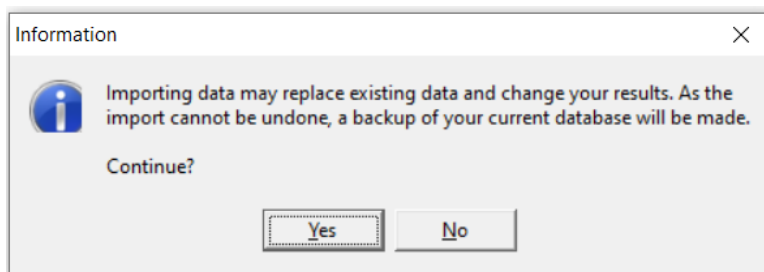 Information
Importing data may replace existing data and change your results. As the
import cannot be undone, a backup of your current database will be made.
Continue?
Yes
No